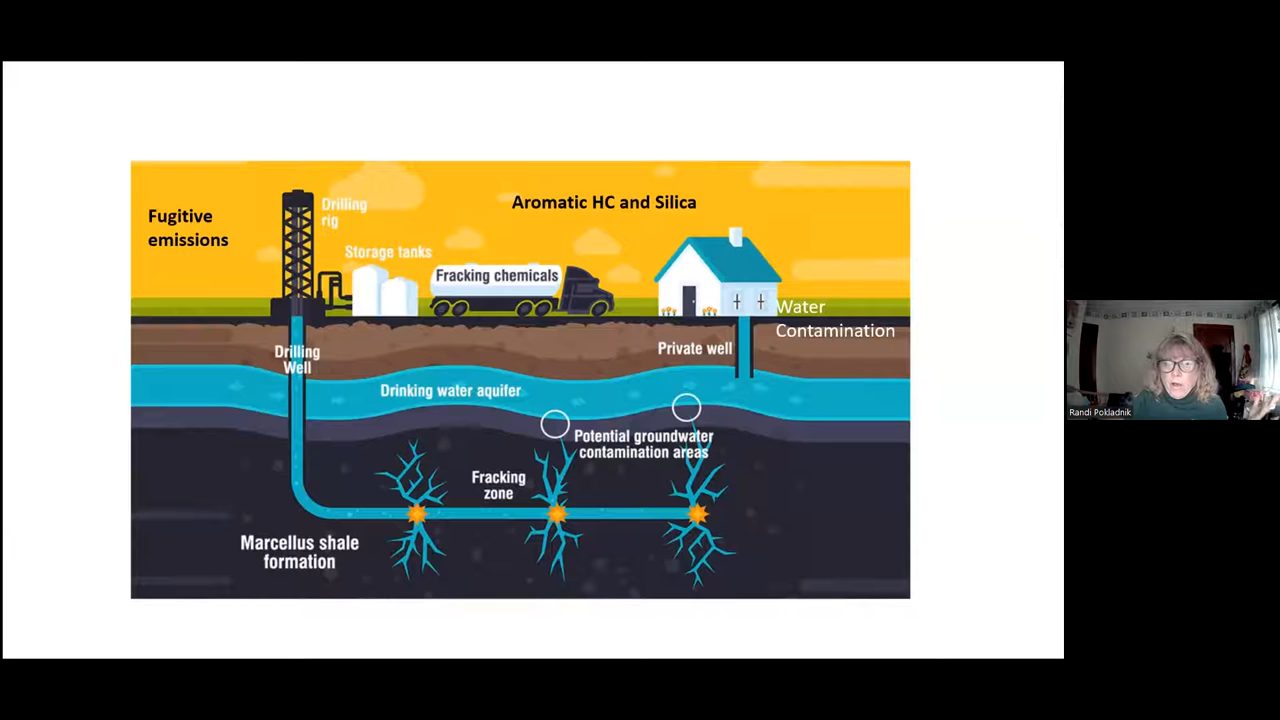 Fugitive
emissions
Drilling
rig
Aromatic HC and Silica
Storage tanks
Fracking chemicals
Water
Contamination
Drilling
Well
Private well
Drinking water aquifer
Potential groundwater
contamination areas
Fracking
zone
Marcellus shale
formation
Randi Pokladnik